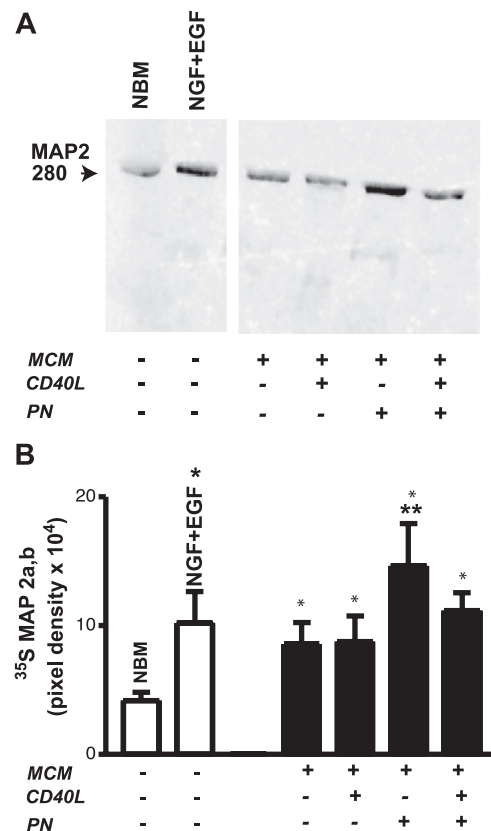 A
NBM
NGF+EGF
MAP2
280
MCM - - + + + +
CD40L - - - + - +
PN - - - - + +
B
³⁵S MAP 2a,b
(pixel density x 10⁴)
20
10
0
NBM
NGF+EGF *
*
*
*
**
*
MCM - - + + + +
CD40L - - - + - +
PN - - - - + +